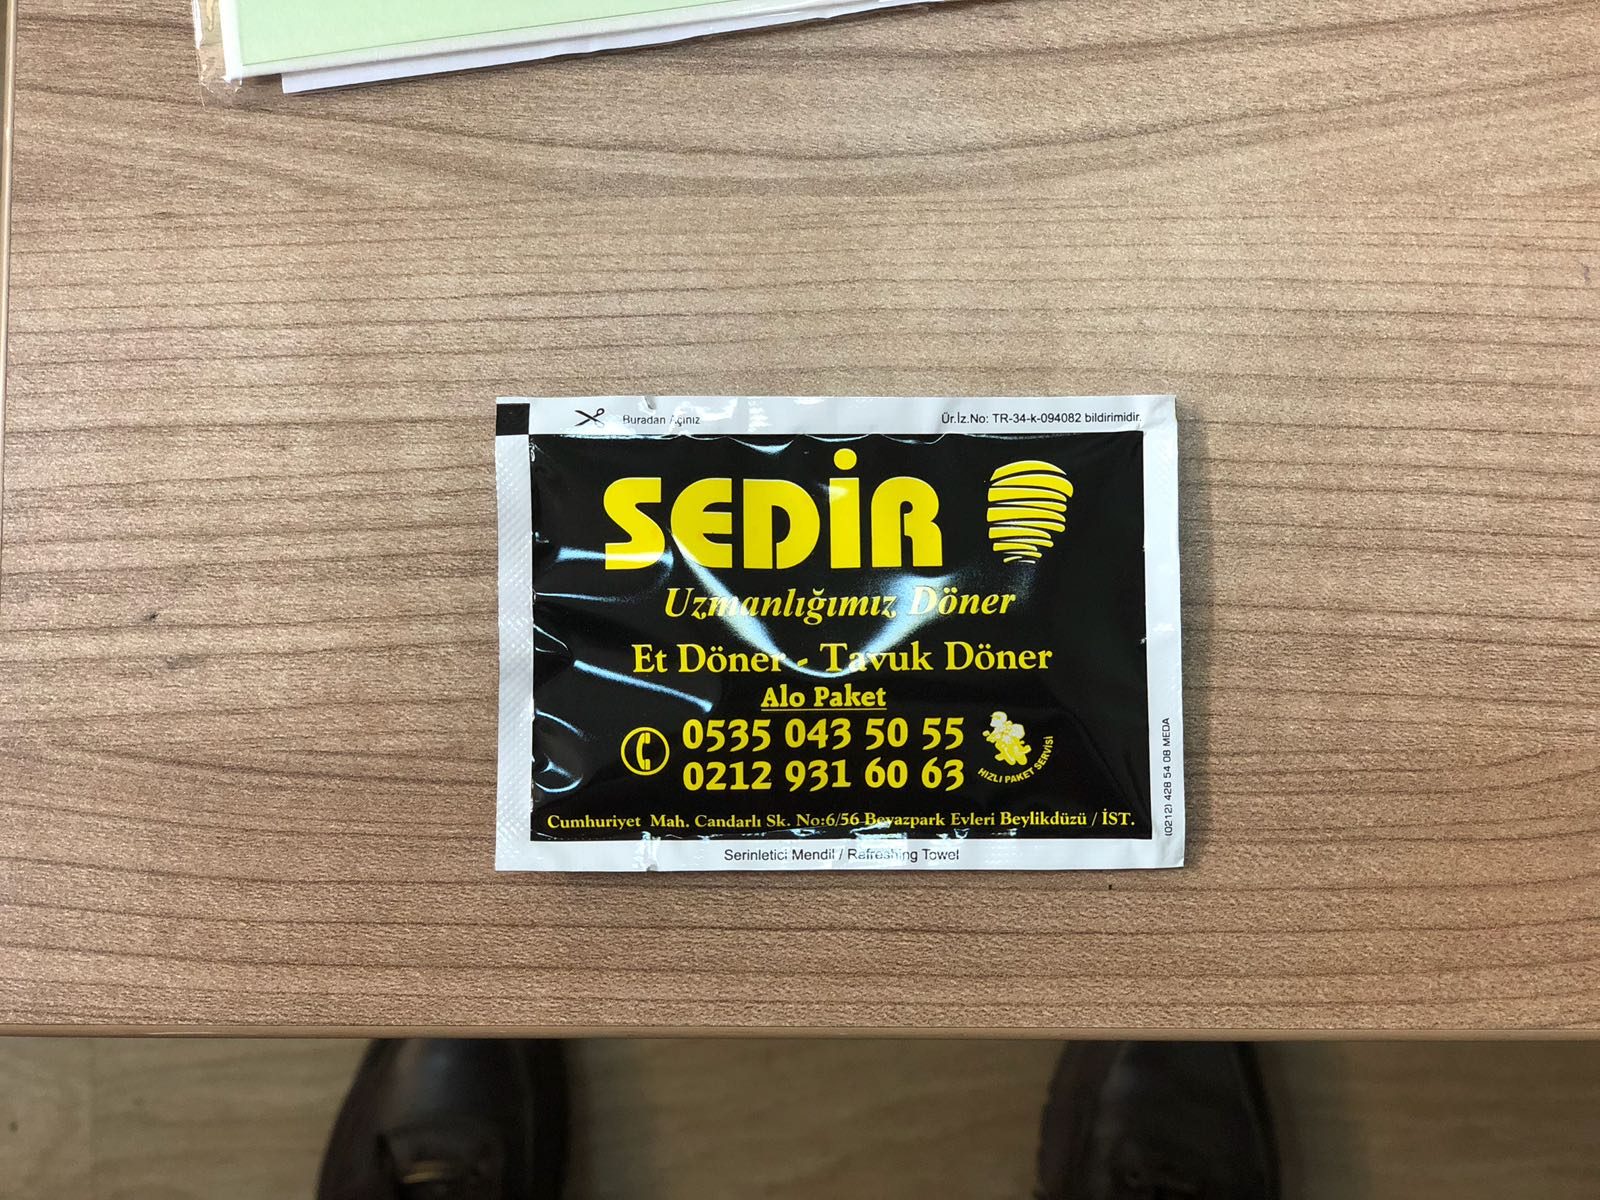 Buradan Açınız
Ür.İz.No: TR-34-k-094082 bildirimidir.
SEDİR
Uzmanlığımız Döner
Et Döner - Tavuk Döner
Alo Paket
0535 043 50 55
0212 931 60 63
HIZLI PAKET SERVİSİ
Cumhuriyet Mah. Candarlı Sk. No:6/56 Beyazpark Evleri Beylikdüzü / İST.
Serinletici Mendil / Refreshing Towel
(0212) 428 54 08 MEDA